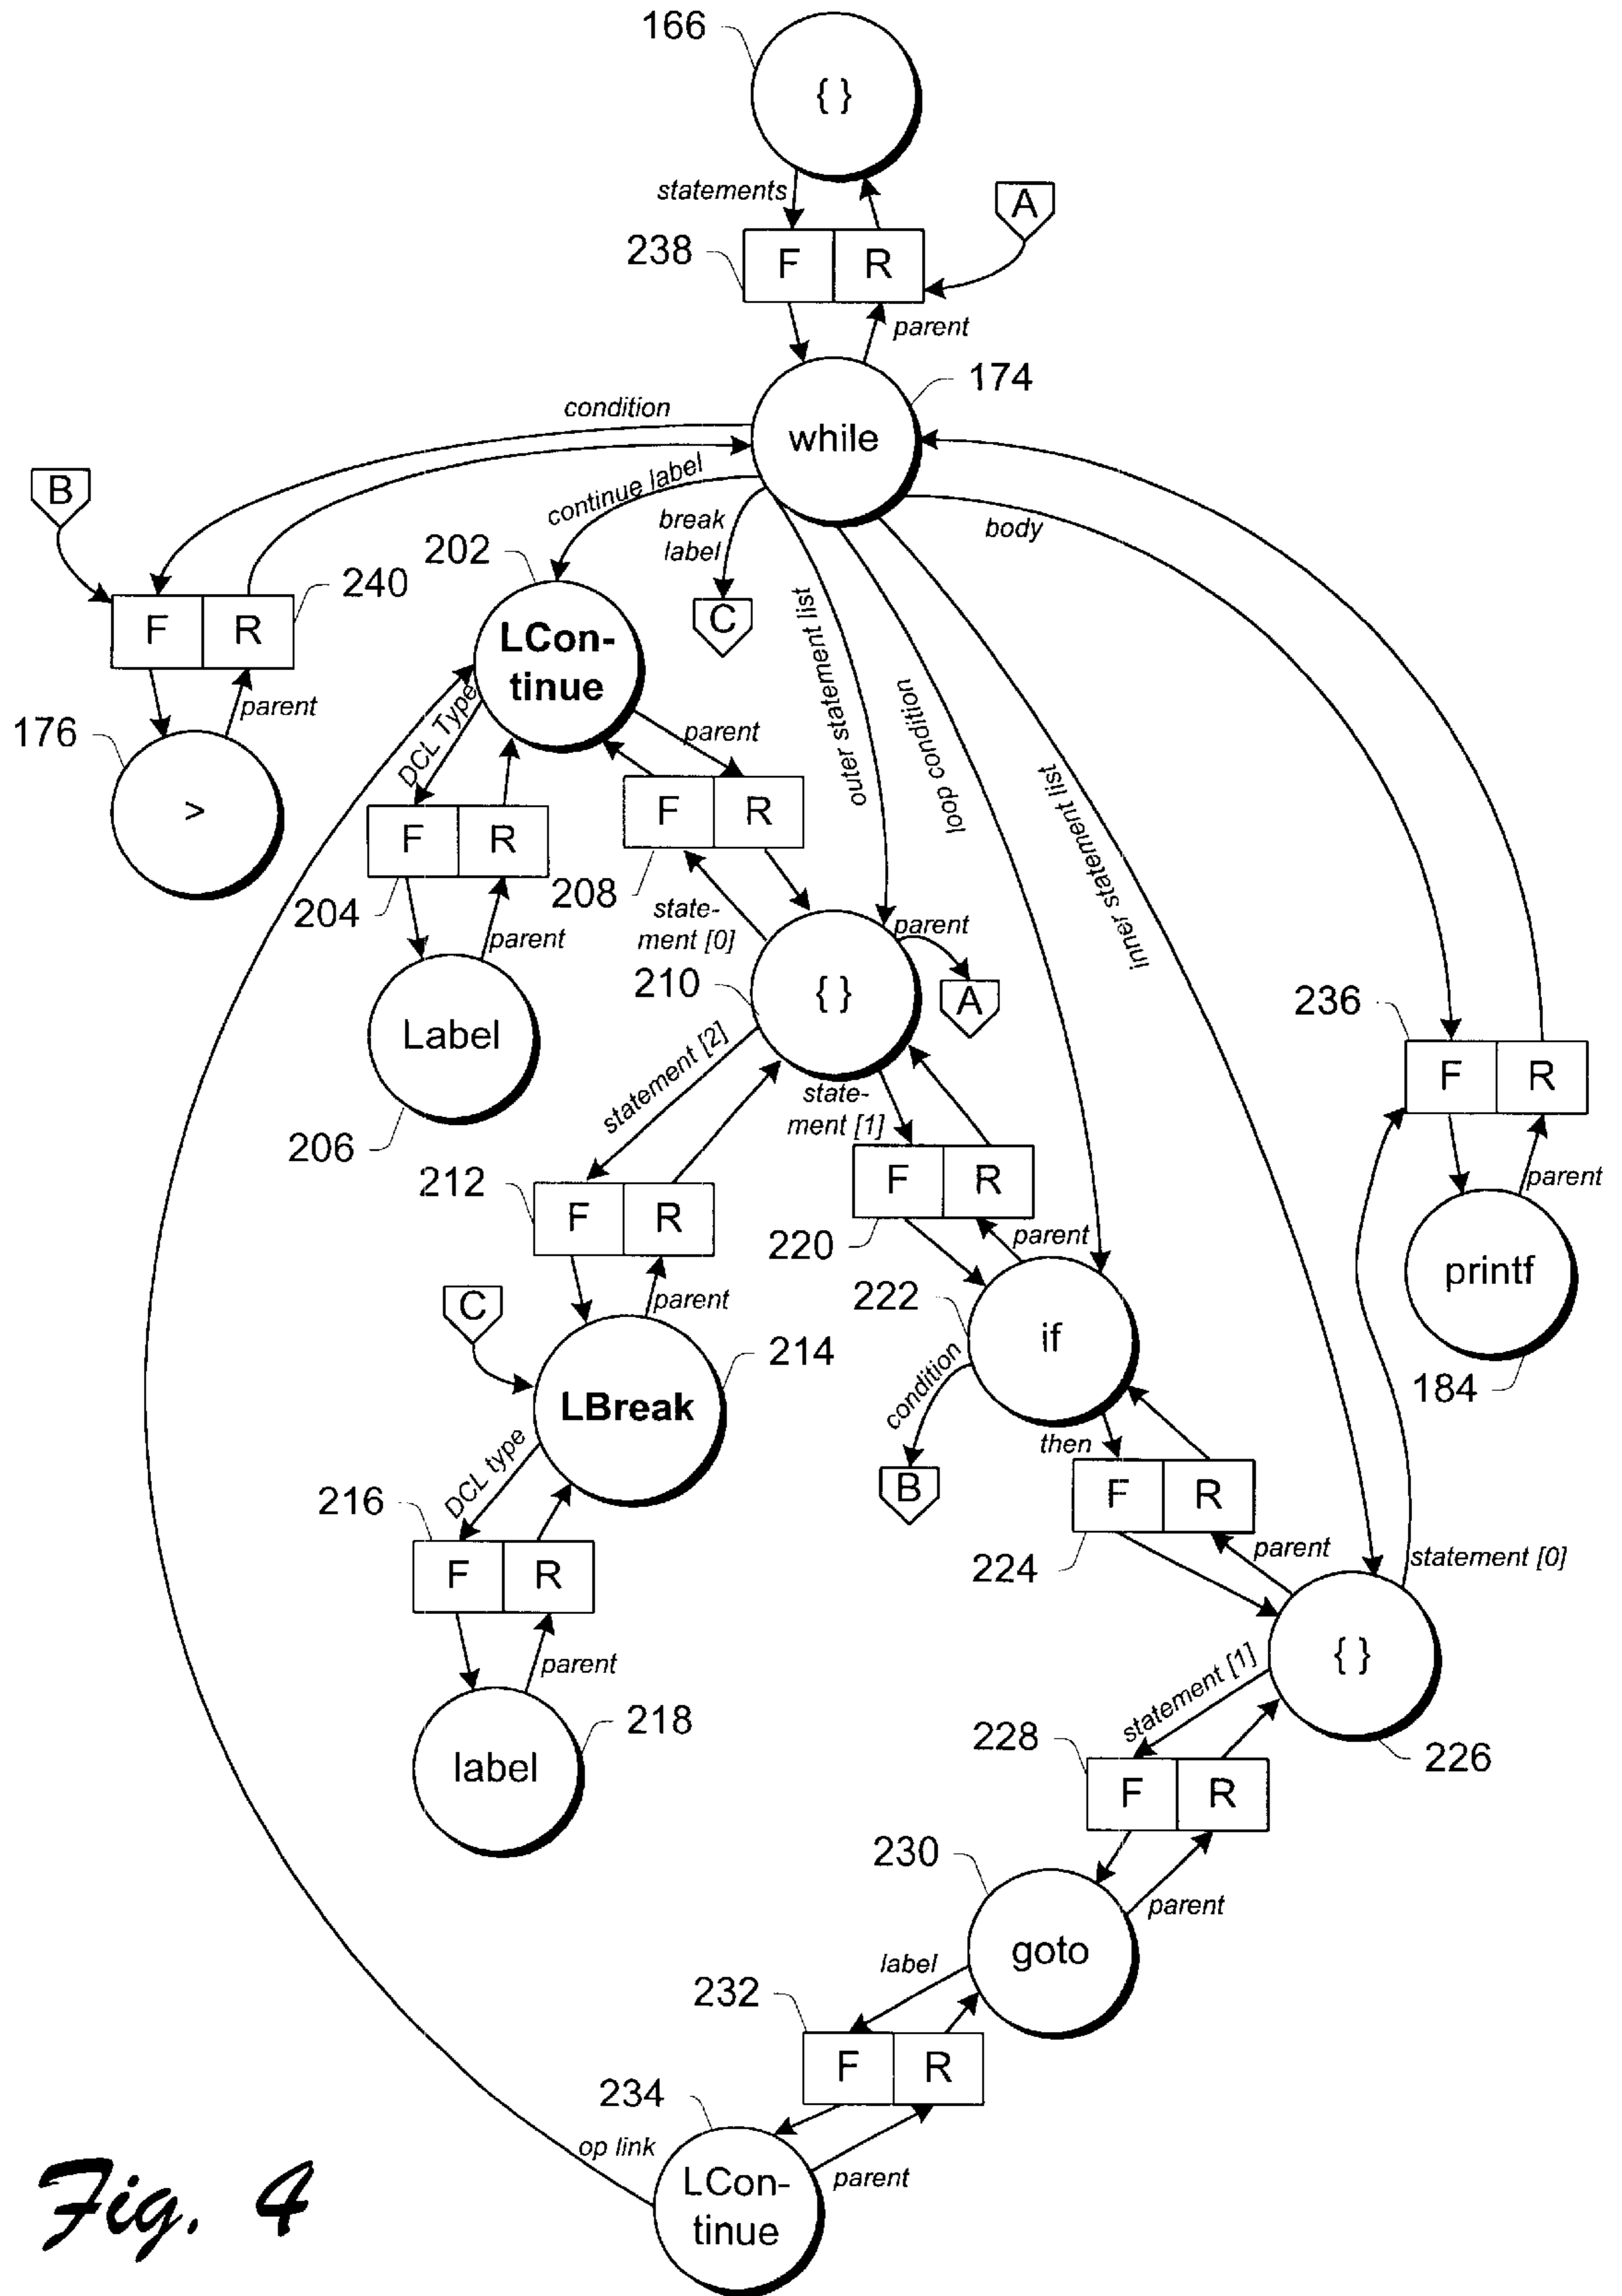 166
{ }
statements
A
238
F R
parent
174
while
condition
continue label
break
label
body
B
202
240
F R
C
outer statement list
loop condition
inner statement list
LCon-
tinue
176
parent
>
DCL Type
parent
F R
F R
204
208
state-
ment [0]
parent
parent
210
{ }
A
236
Label
F R
206
statement [2]
state-
ment [1]
212
F R
F R
220
parent
parent
222
printf
C
parent
if
214
184
LBreak
condition
then
DCL type
B
216
F R
F R
224
parent
statement [0]
{ }
parent
statement [1]
218
228
226
label
F R
230
parent
goto
label
232
F R
234
op link
parent
LCon-
tinue
Fig. 4